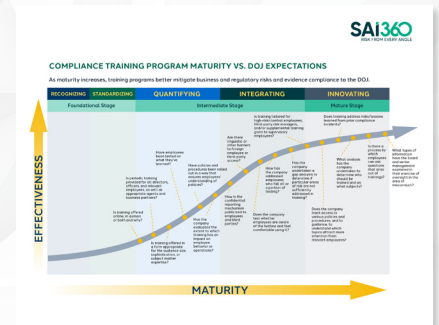 SAI360
RISK FROM EVERY ANGLE
COMPLIANCE TRAINING PROGRAM MATURITY VS. DOJ EXPECTATIONS
As maturity increases, training programs better mitigate business and regulatory risks and evidence compliance to the DOJ.
RECOGNIZING STANDARDIZING QUANTIFYING INTEGRATING INNOVATING
Foundational Stage Intermediate Stage Mature Stage
EFFECTIVENESS
Is periodic training
provided for all directors,
officers, and relevant
employees, as well as
appropriate agents and
business partners?
Is training offered
online, in person
or both and why?
Have employees
been tested on
what they've
learned?
Is training offered in
a form appropriate
for the audience size,
sophistication, or
subject matter
expertise?
Have policies and
procedures been rolled
out in a way that
ensures employees'
understanding of
policies?
Has the
company
evaluated the
extent to which
training has an
impact on
employee
behavior or
operations?
Are there
linguistic or
other barriers
to foreign
employee or
third-party
access?
How is the
confidential
reporting
mechanism
publicized to
employees
and third
parties?
Is training tailored for
high-risk/control employees,
third-party risk managers,
and/or supplemental training
given to supervisory
employees?
How has the
company
addressed
employees
who fail all or
a portion of
testing?
Does the company
test whether
employees are aware
of the hotline and feel
comfortable using it?
Has the
company
undertaken a
gap analysis to
determine if
particular areas
of risk are not
sufficiently
addressed in
training?
Does training address risks/lessons
learned from prior compliance
incidents?
What analysis
has the
company
undertaken to
determine who
should be
trained and on
what subjects?
Does the company
track access to
various policies and
procedures, and to
guidance, to
understand which
topics attract more
attention from
relevant employees?
Is there a
process by
which
employees
can ask
questions
that arise
out of
trainings?
What types of
information
have the board
and senior
management
examined in
their exercise of
oversight in the
area of
misconduct?
MATURITY